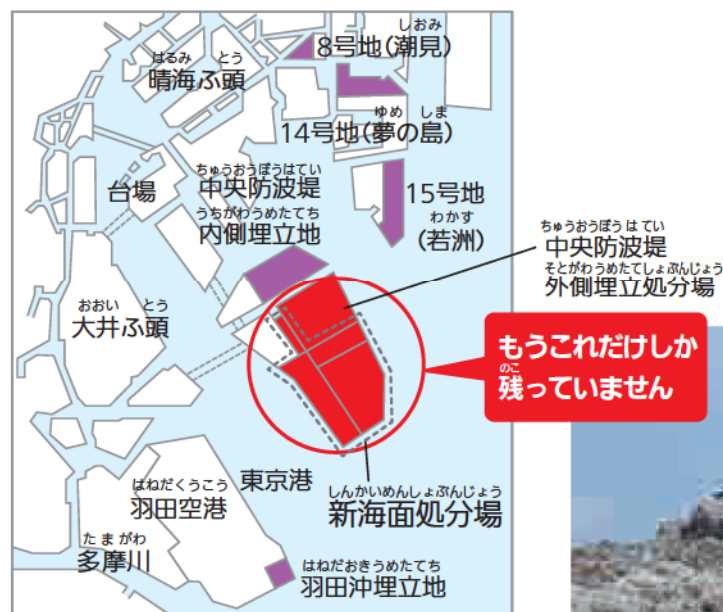 しおみ
8号地(潮見)
はるみ とう
晴海ふ頭
ゆめ しま
14号地(夢の島)
ちゅうおうぼうはてい
中央防波堤
うちがわうめたてち
内側埋立地
台場
15号地
わかす
(若洲)
ちゅうおうぼうはてい
中央防波堤
そとがわうめたてしょぶんじょう
外側埋立処分場
おおい とう
大井ふ頭
もうこれだけしか
のこ
残っていません
東京港
はねだくうこう
羽田空港
しんかいめんしょぶんじょう
新海面処分場
たまがわ
多摩川
はねだおきうめたてち
羽田沖埋立地